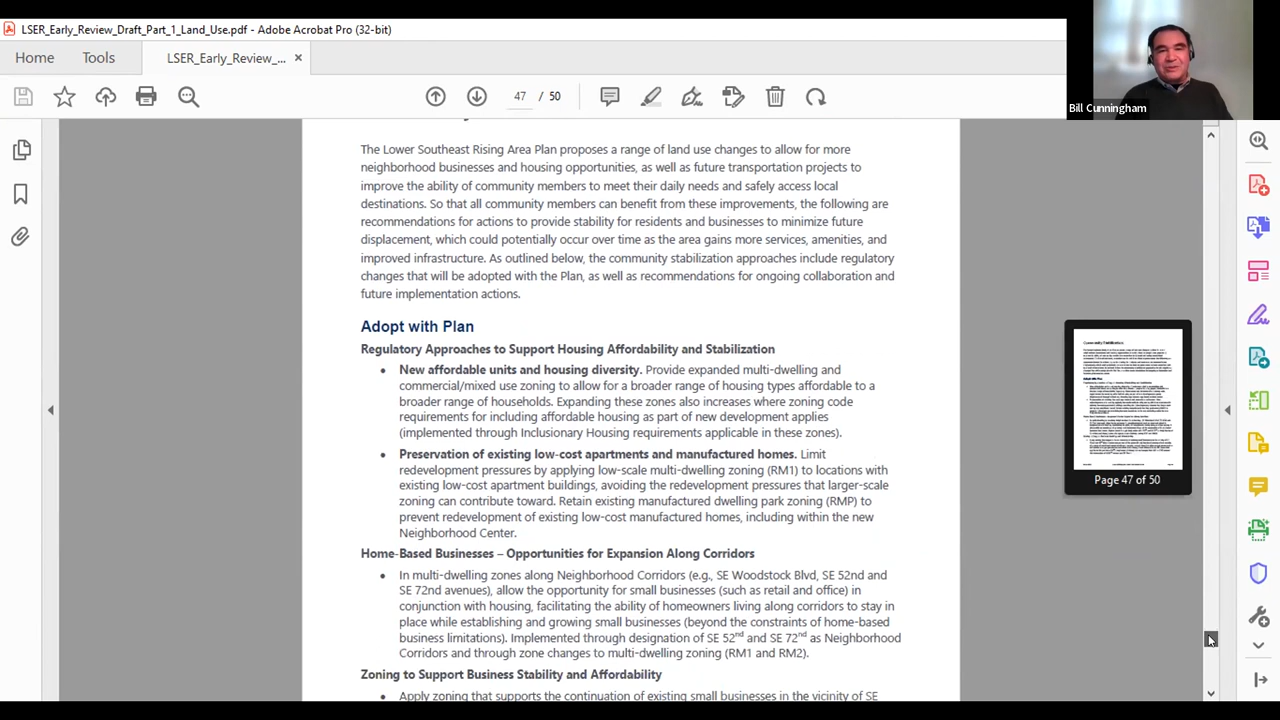 LSER_Early_Review_Draft_Part_1_Land_Use.pdf - Adobe Acrobat Pro (32-bit)
Home
Tools
LSER_Early_Review_...
47 / 50
Bill Cunningham
The Lower Southeast Rising Area Plan proposes a range of land use changes to allow for more
neighborhood businesses and housing opportunities, as well as future transportation projects to
improve the ability of community members to meet their daily needs and safely access local
destinations. So that all community members can benefit from these improvements, the following are
recommendations for actions to provide stability for residents and businesses to minimize future
displacement, which could potentially occur over time as the area gains more services, amenities, and
improved infrastructure. As outlined below, the community stabilization approaches include regulatory
changes that will be adopted with the Plan, as well as recommendations for ongoing collaboration and
future implementation actions.
Adopt with Plan
Regulatory Approaches to Support Housing Affordability and Stabilization
• New affordable units and housing diversity. Provide expanded multi-dwelling and
commercial/mixed use zoning to allow for a broader range of housing types affordable to a
broader range of households. Expanding these zones also increases where zoning code
requirements for including affordable housing as part of new development applies
(implemented through Inclusionary Housing requirements applicable in these zones).
• Preservation of existing low-cost apartments and manufactured homes. Limit
redevelopment pressures by applying low-scale multi-dwelling zoning (RM1) to locations with
existing low-cost apartment buildings, avoiding the redevelopment pressures that larger-scale
zoning can contribute toward. Retain existing manufactured dwelling park zoning (RMP) to
prevent redevelopment of existing low-cost manufactured homes, including within the new
Neighborhood Center.
Home-Based Businesses – Opportunities for Expansion Along Corridors
• In multi-dwelling zones along Neighborhood Corridors (e.g., SE Woodstock Blvd, SE 52nd and
SE 72nd avenues), allow the opportunity for small businesses (such as retail and office) in
conjunction with housing, facilitating the ability of homeowners living along corridors to stay in
place while establishing and growing small businesses (beyond the constraints of home-based
business limitations). Implemented through designation of SE 52nd and SE 72nd as Neighborhood
Corridors and through zone changes to multi-dwelling zoning (RM1 and RM2).
Zoning to Support Business Stability and Affordability
• Apply zoning that supports the continuation of existing small businesses in the vicinity of SE
Page 47 of 50